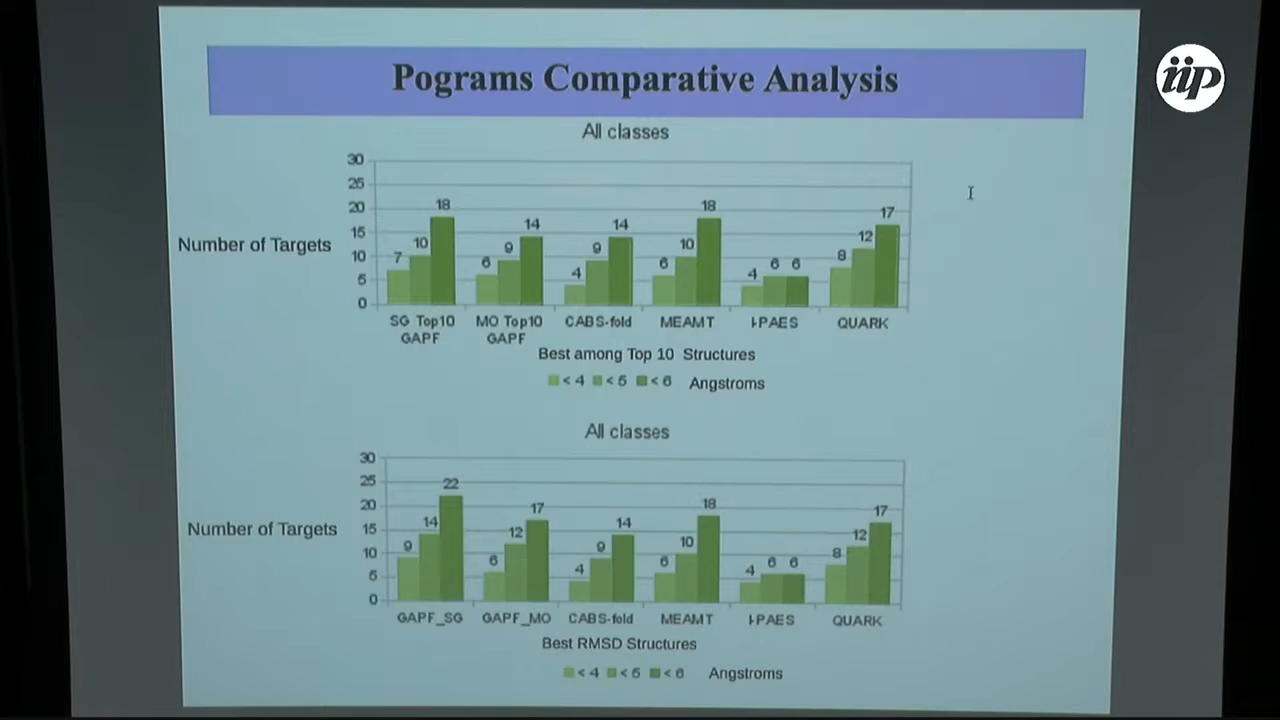 Pograms Comparative Analysis
iip
All classes
30
25
20
15
10
5
0
Number of Targets
7 10 18
6 9 14
4 9 14
6 10 18
4 6 6
8 12 17
SG Top10 GAPF
MO Top10 GAPF
CABS-fold
MEAMT
I-PAES
QUARK
Best among Top 10 Structures
< 4 < 5 < 6 Angstroms
All classes
30
25
20
15
10
5
0
Number of Targets
9 14 22
6 12 17
4 9 14
6 10 18
4 6 6
8 12 17
GAPF_SG
GAPF_MO
CABS-fold
MEAMT
I-PAES
QUARK
Best RMSD Structures
< 4 < 5 < 6 Angstroms